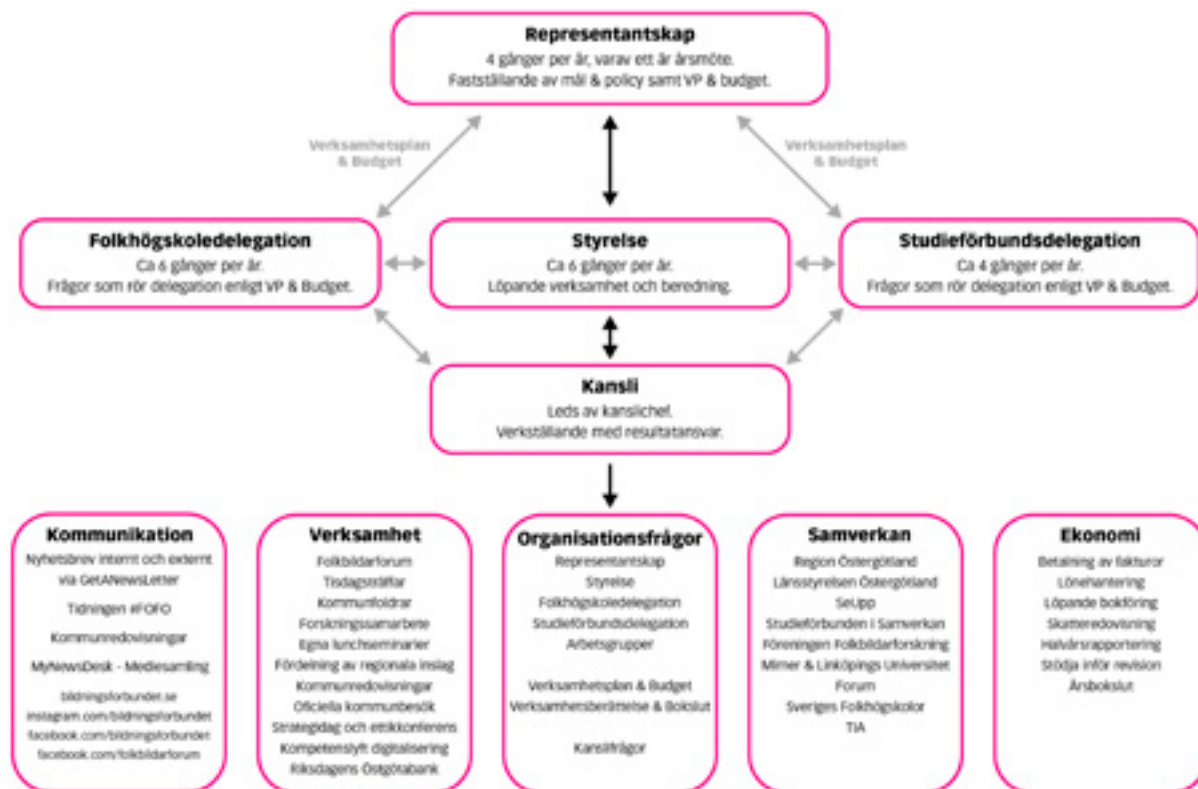 Representantskap
4 gånger per år, varav ett är årsmöte.
Fastställande av mål & policy samt VP & budget.
Verksamhetsplan
& Budget
Verksamhetsplan
& Budget
Folkhögskoledelegation
Ca 6 gånger per år.
Frågor som rör delegation enligt VP & Budget.
Styrelse
Ca 6 gånger per år.
Löpande verksamhet och beredning.
Studieförbundsdelegation
Ca 4 gånger per år.
Frågor som rör delegation enligt VP & Budget.
Kansli
Leds av kanslichef.
Verkställande med resultatansvar.
Kommunikation
Nyhetsbrev internt och externt
via GetANewsLetter
Tidningen #FOFO
Kommunredovisningar
MyNewsDesk - Mediesamling
bildningsforbundet.se
instagram.com/bildningsforbundet
facebook.com/bildningsforbundet
facebook.com/folkbildarforum
Verksamhet
Folkbildarforum
Tisdagsträffar
Kommunfoldrar
Forskningssamarbete
Egna lunchseminarier
Fördelning av regionala inslag
Kommunredovisningar
Officiella kommunbesök
Strategidag och etikkonferens
Kompetenslyft digitalisering
Riksdagens Östgötabank
Organisationsfrågor
Representantskap
Styrelse
Folkhögskoledelegation
Studieförbundsdelegation
Arbetsgrupper
Verksamhetsplan & Budget
Verksamhetsberättelse & Bokslut
Kanslifrågor
Samverkan
Region Östergötland
Länsstyrelsen Östergötland
SeUpp
Studieförbunden i Samverkan
Föreningen Folkbildarforskning
Mimer & Linköpings Universitet
Forum
Sveriges Folkhögskolor
TIA
Ekonomi
Betalning av fakturor
Lönehantering
Löpande bokföring
Skatteredovisning
Halvårsrapportering
Stödja inför revision
Årsbokslut